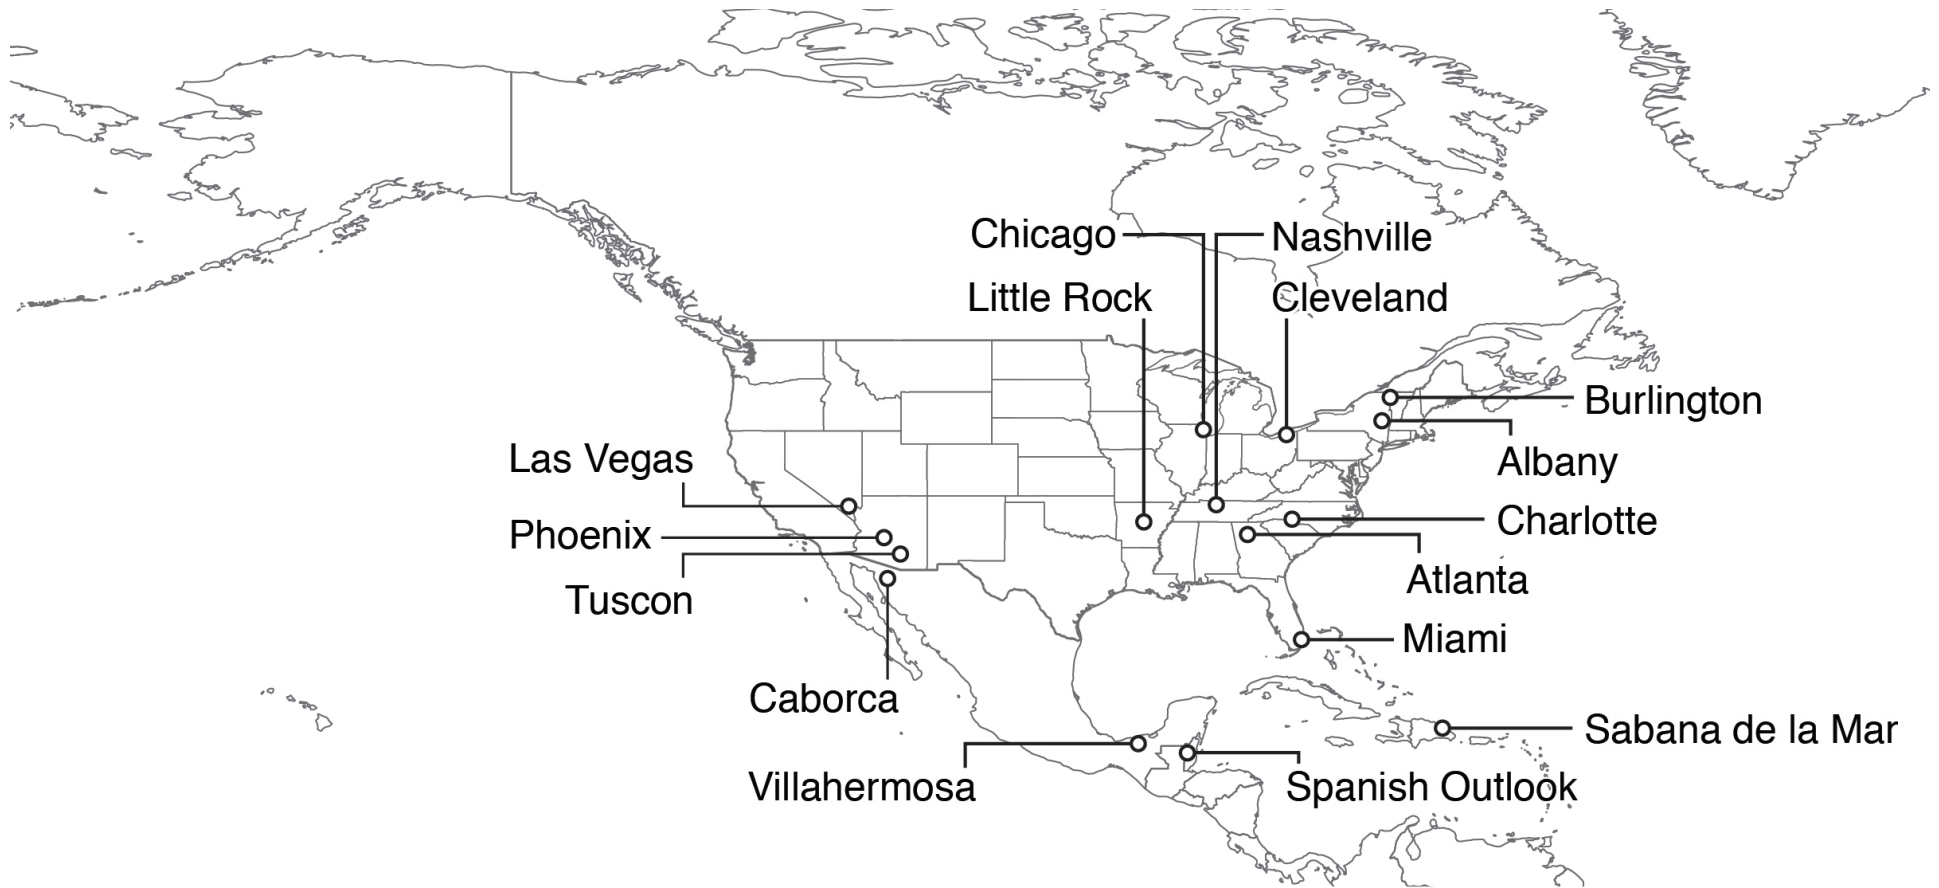 Chicago
Nashville
Little Rock
Cleveland
Burlington
Las Vegas
Albany
Phoenix
Charlotte
Tuscon
Atlanta
Miami
Caborca
Sabana de la Mar
Villahermosa
Spanish Outlook